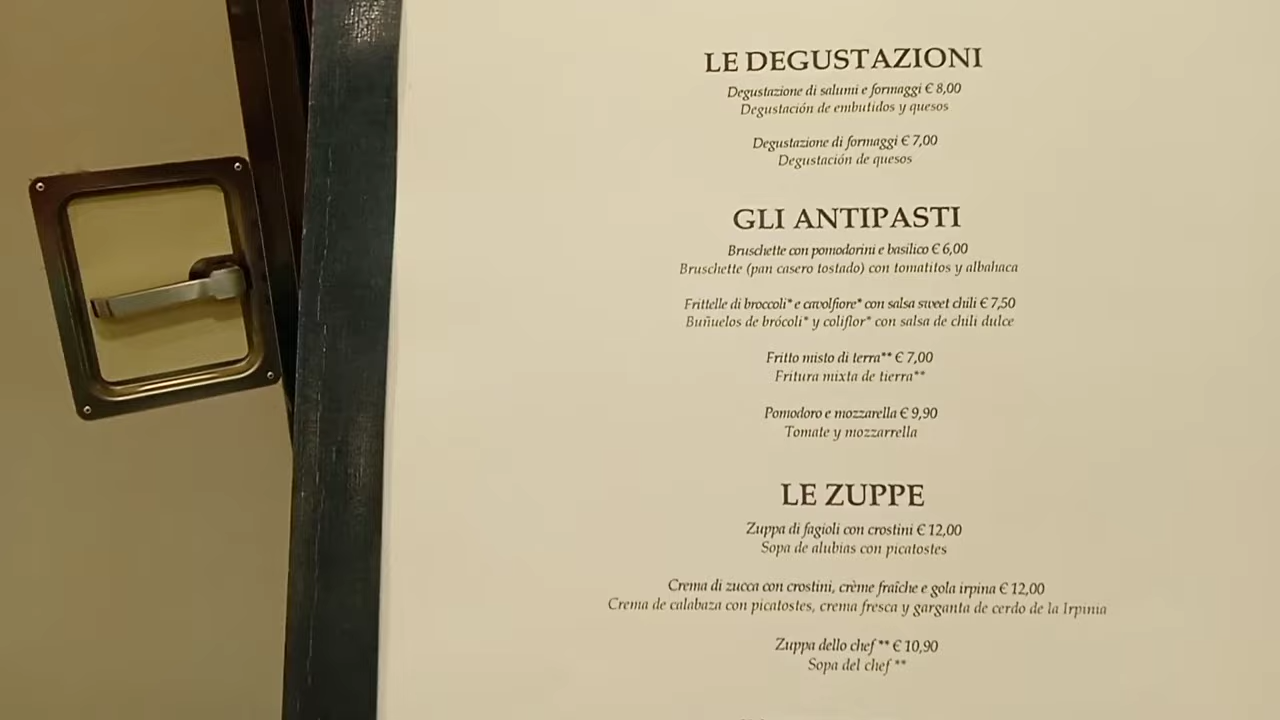 LE DEGUSTAZIONI
Degustazione di salumi e formaggi € 8,00
Degustación de embutidos y quesos
Degustazione di formaggi € 7,00
Degustación de quesos
GLI ANTIPASTI
Bruschette con pomodorini e basilico € 6,00
Bruschette (pan casero tostado) con tomatitos y albahaca
Frittelle di broccoli* e cavolfiore* con salsa sweet chili € 7,50
Buñuelos de brócoli* y coliflor* con salsa de chili dulce
Fritto misto di terra** € 7,00
Fritura mixta de tierra**
Pomodoro e mozzarella € 9,90
Tomate y mozzarrella
LE ZUPPE
Zuppa di fagioli con crostini € 12,00
Sopa de alubias con picatostes
Crema di zucca con crostini, crème fraîche e gola irpina € 12,00
Crema de calabaza con picatostes, crema fresca y garganta de cerdo de la Irpinia
Zuppa dello chef ** € 10,90
Sopa del chef **